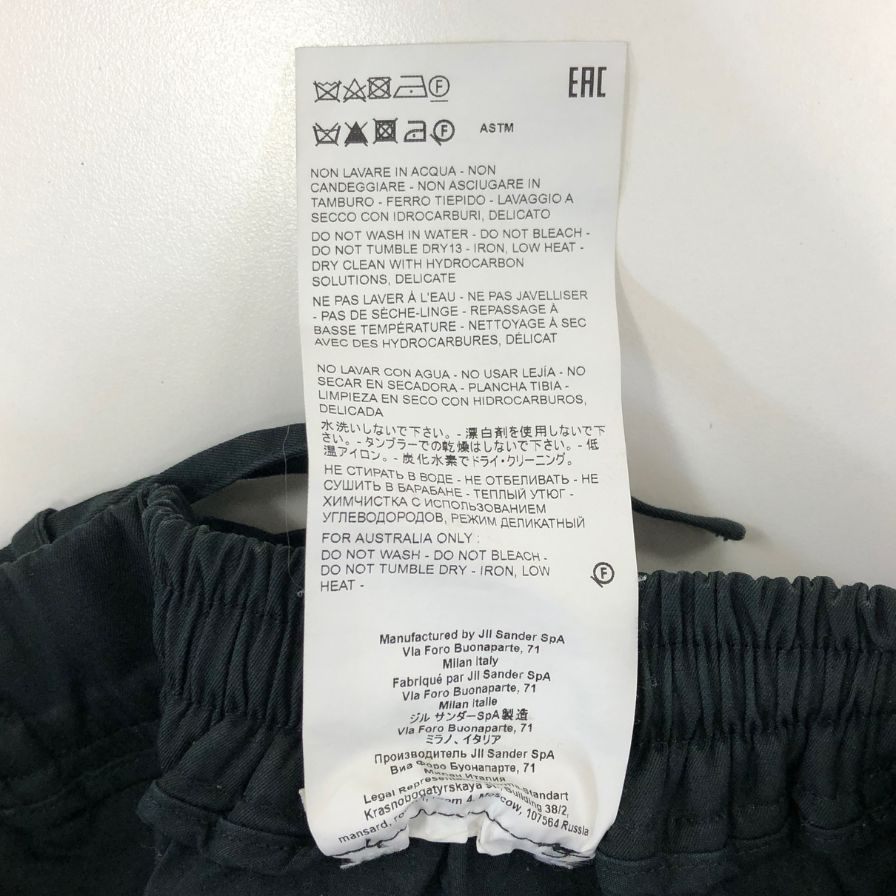 EAC
F
F ASTM
NON LAVARE IN ACQUA - NON
CANDEGGIARE - NON ASCIUGARE IN
TAMBURO - FERRO TIEPIDO - LAVAGGIO A
SECCO CON IDROCARBURI, DELICATO
DO NOT WASH IN WATER - DO NOT BLEACH -
DO NOT TUMBLE DRY13 - IRON, LOW HEAT -
DRY CLEAN WITH HYDROCARBON
SOLUTIONS, DELICATE
NE PAS LAVER À L'EAU - NE PAS JAVELLISER
- PAS DE SÈCHE-LINGE - REPASSAGE À
BASSE TEMPÉRATURE - NETTOYAGE À SEC
AVEC DES HYDROCARBURES, DÉLICAT
NO LAVAR CON AGUA - NO USAR LEJÍA - NO
SECAR EN SECADORA - PLANCHA TIBIA -
LIMPIEZA EN SECO CON HIDROCARBUROS,
DELICADA
水洗いしないで下さい。- 漂白剤を使用しないで下
さい。- タンブラーでの乾燥はしないで下さい。- 低
温アイロン。- 炭化水素でドライ・クリーニング。
НЕ СТИРАТЬ В ВОДЕ - НЕ ОТБЕЛИВАТЬ - НЕ
СУШИТЬ В БАРАБАНЕ - ТЕПЛЫЙ УТЮГ -
ХИМЧИСТКА С ИСПОЛЬЗОВАНИЕМ
УГЛЕВОДОРОДОВ, РЕЖИМ ДЕЛИКАТНЫЙ
FOR AUSTRALIA ONLY :
DO NOT WASH - DO NOT BLEACH -
DO NOT TUMBLE DRY - IRON, LOW
HEAT - F
Manufactured by Jil Sander SpA
Via Foro Buonaparte, 71
Milan Italy
Fabriqué par Jil Sander SpA
Via Foro Buonaparte, 71
Milan Italie
ジル サンダーSpA製造
Via Foro Buonaparte, 71
ミラノ、イタリア
Производитель Jil Sander SpA
Виа Форо Буонапарте, 71
Милан Италия
Legal Standart
Krasnobogatyrskaya Building 38/2,
mansard, 4, Moscow, 107564 Russia